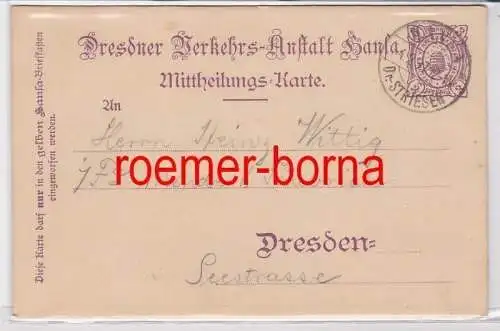 Dresdner Verkehrs-Anstalt Hansa.
Mittheilungs-Karte.
An
Herrn Heinz Wittig
roemer-borna
Dresden=
Seestrasse
Diese Karte darf nur in den gelben Hansa-Briefkasten
eingeworfen werden.
Dr.STRIESEN